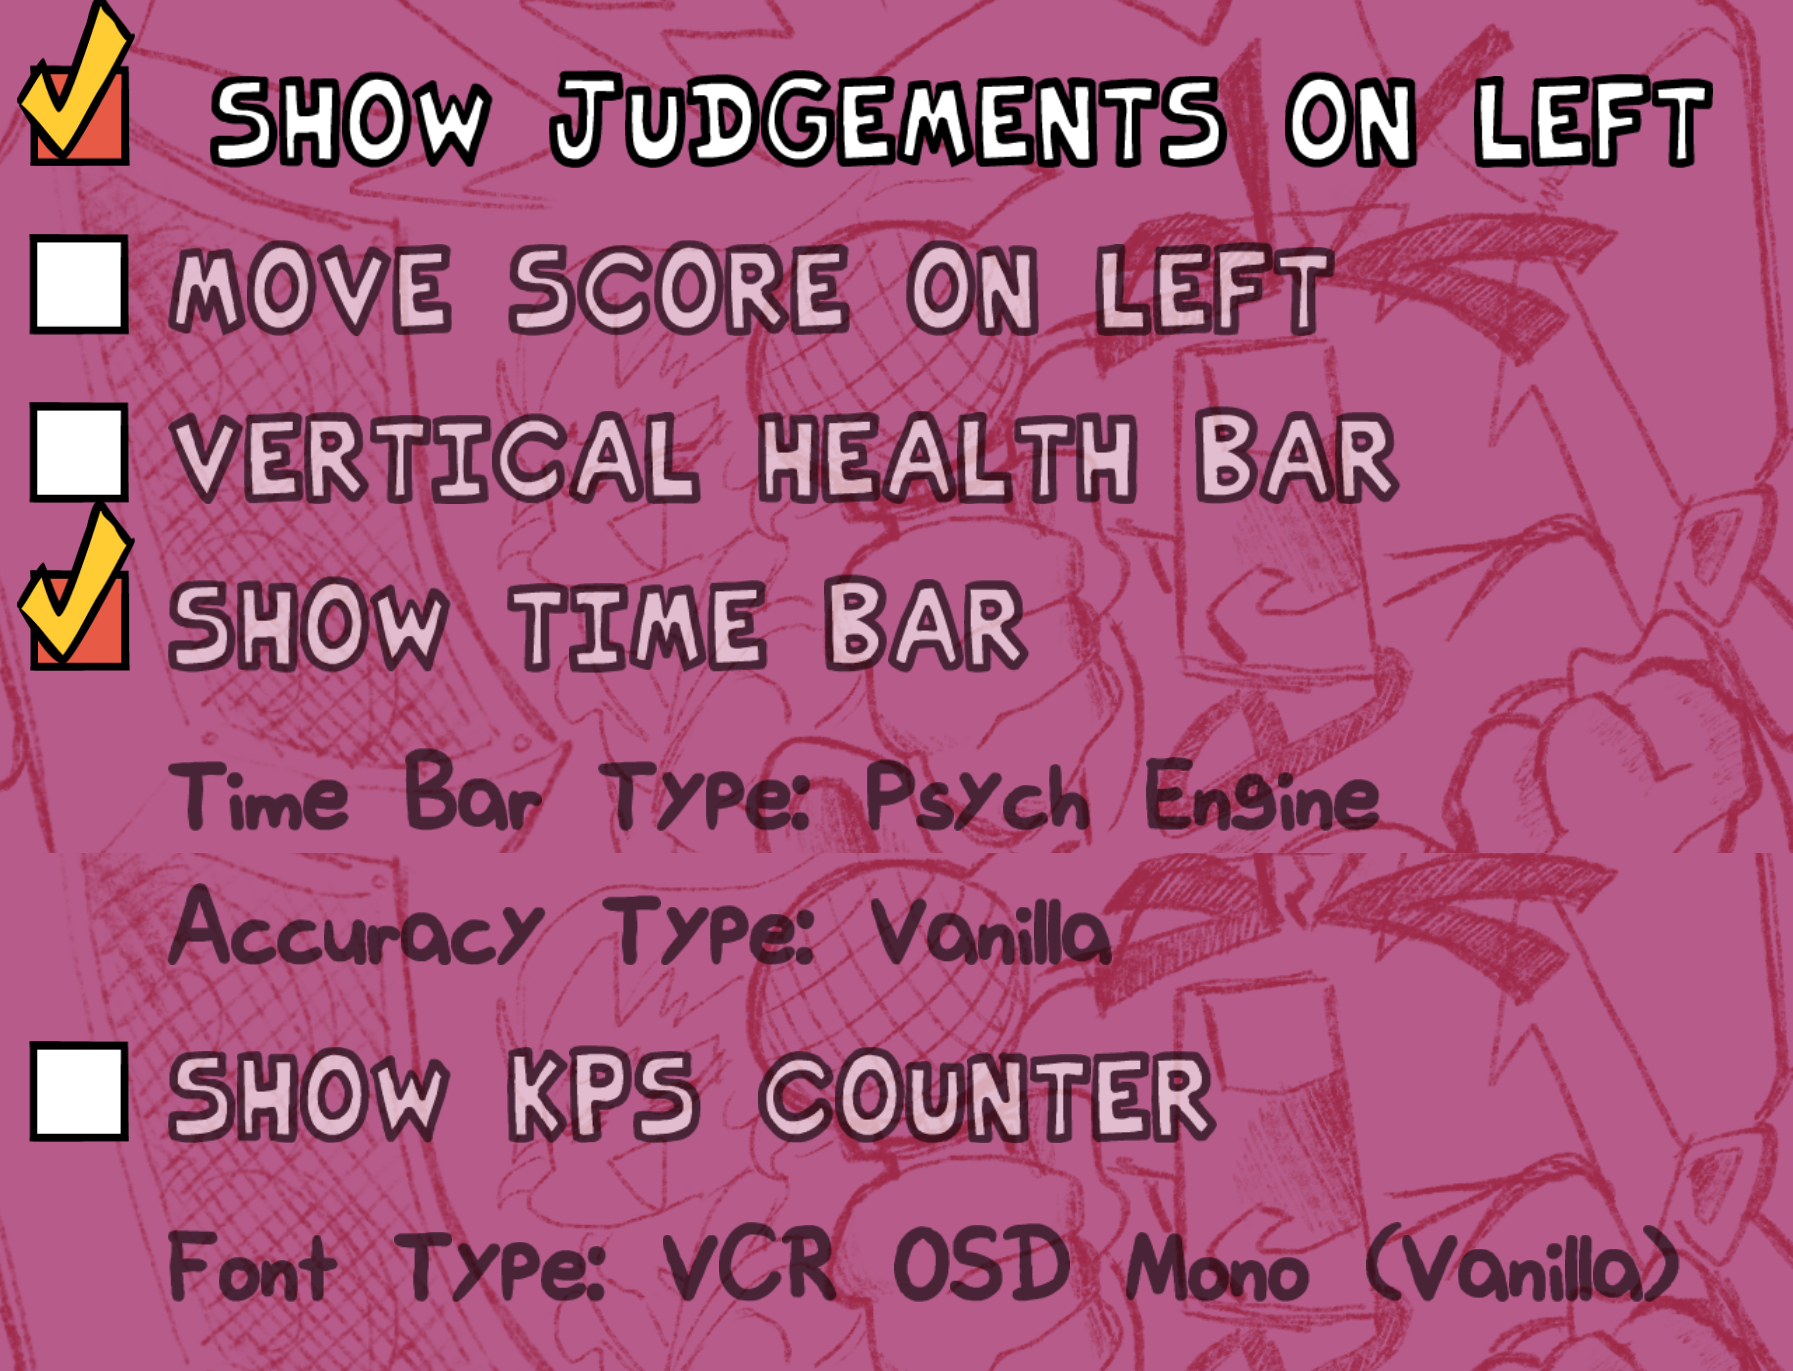 SHOW JUDGEMENTS ON LEFT
MOVE SCORE ON LEFT
VERTICAL HEALTH BAR
SHOW TIME BAR
Time Bar Type: Psych Engine
Accuracy Type: Vanilla
SHOW KPS COUNTER
Font Type: VCR OSD Mono (Vanilla)